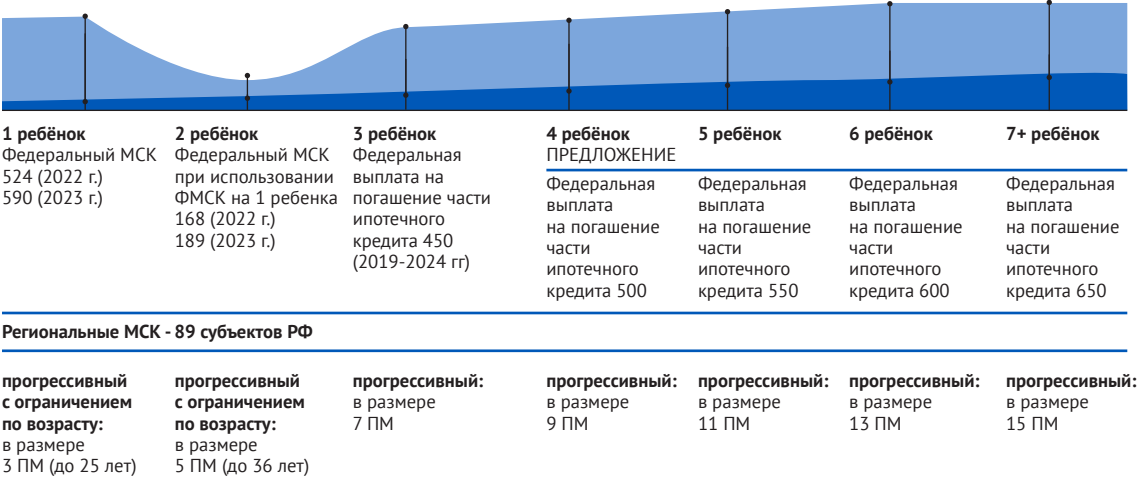 1 ребёнок
Федеральный МСК
524 (2022 г.)
590 (2023 г.)
2 ребёнок
Федеральный МСК
при использовании
ФМСК на 1 ребенка
168 (2022 г.)
189 (2023 г.)
3 ребёнок
Федеральная
выплата на
погашение части
ипотечного
кредита 450
(2019-2024 гг)
4 ребёнок
ПРЕДЛОЖЕНИЕ
Федеральная
выплата
на погашение
части
ипотечного
кредита 500
5 ребёнок
Федеральная
выплата
на погашение
части
ипотечного
кредита 550
6 ребёнок
Федеральная
выплата
на погашение
части
ипотечного
кредита 600
7+ ребёнок
Федеральная
выплата
на погашение
части
ипотечного
кредита 650
Региональные МСК - 89 субъектов РФ
прогрессивный
с ограничением
по возрасту:
в размере
3 ПМ (до 25 лет)
прогрессивный
с ограничением
по возрасту:
в размере
5 ПМ (до 36 лет)
прогрессивный:
в размере
7 ПМ
прогрессивный:
в размере
9 ПМ
прогрессивный:
в размере
11 ПМ
прогрессивный:
в размере
13 ПМ
прогрессивный:
в размере
15 ПМ